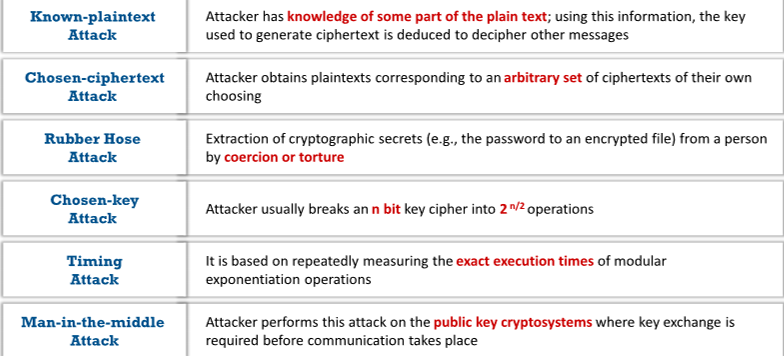 Known-plaintext
Attack
Attacker has knowledge of some part of the plain text; using this information, the key
used to generate ciphertext is deduced to decipher other messages
Chosen-ciphertext
Attack
Attacker obtains plaintexts corresponding to an arbitrary set of ciphertexts of their own
choosing
Rubber Hose
Attack
Extraction of cryptographic secrets (e.g., the password to an encrypted file) from a person
by coercion or torture
Chosen-key
Attack
Attacker usually breaks an n bit key cipher into 2 n/2 operations
Timing
Attack
It is based on repeatedly measuring the exact execution times of modular
exponentiation operations
Man-in-the-middle
Attack
Attacker performs this attack on the public key cryptosystems where key exchange is
required before communication takes place